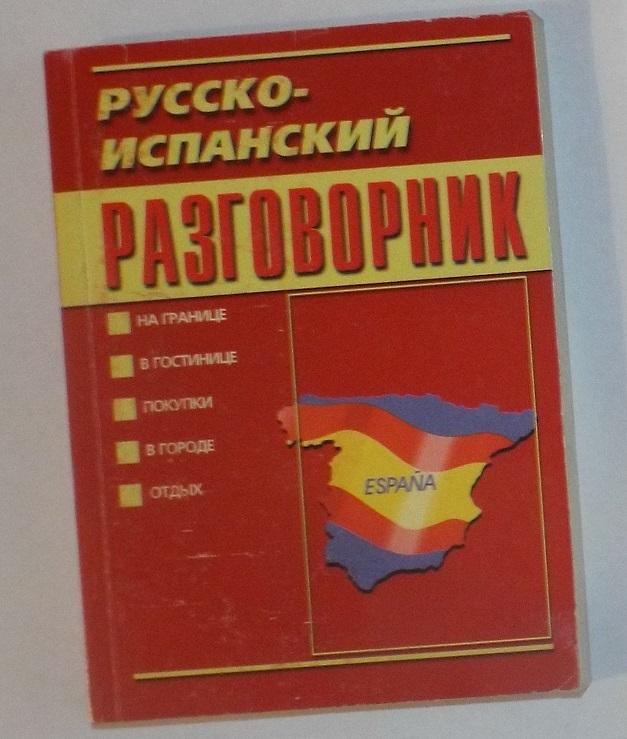 РУССКО-
ИСПАНСКИЙ
РАЗГОВОРНИК
НА ГРАНИЦЕ
В ГОСТИНИЦЕ
ПОКУПКИ
В ГОРОДЕ
ОТДЫХ
ESPAÑA